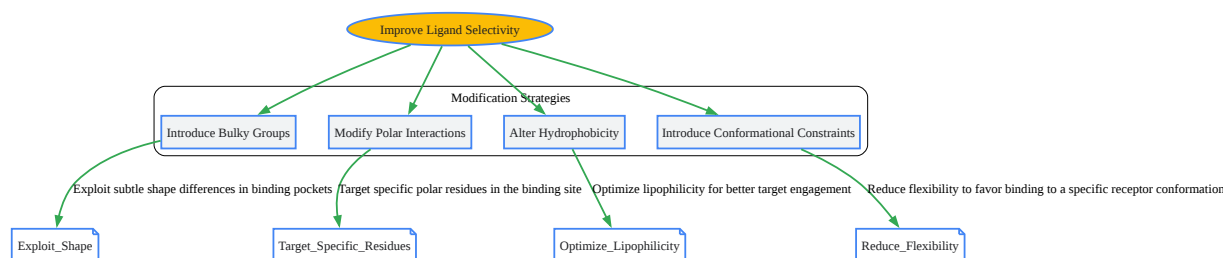 Improve Ligand Selectivity
Modification Strategies
Introduce Bulky Groups
Modify Polar Interactions
Alter Hydrophobicity
Introduce Conformational Constraints
Exploit subtle shape differences in binding pockets
Target specific polar residues in the binding site
Optimize lipophilicity for better target engagement
Reduce flexibility to favor binding to a specific receptor conformation
Exploit_Shape
Target_Specific_Residues
Optimize_Lipophilicity
Reduce_Flexibility